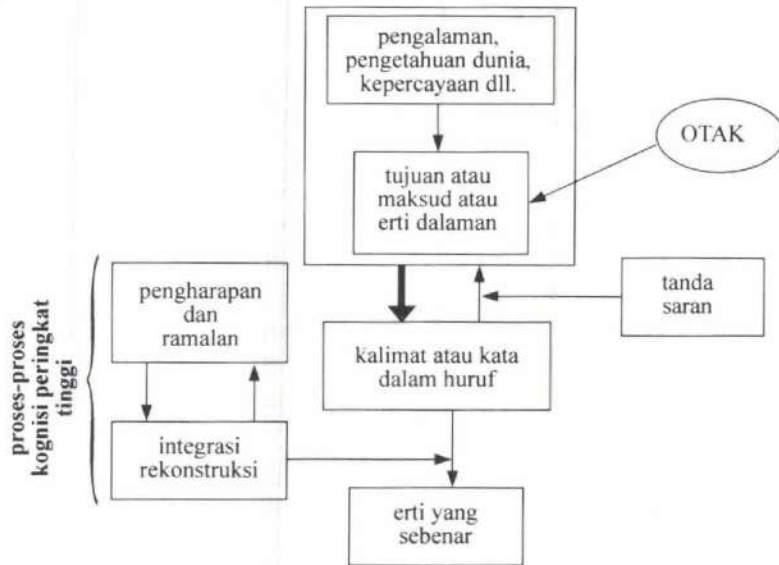 pengalaman,
pengetahuan dunia,
kepercayaan dll.
OTAK
tujuan atau
maksud atau
erti dalaman
proses-proses
kognisi peringkat
tinggi
pengharapan
dan
ramalan
tanda
saran
kalimat atau kata
dalam huruf
integrasi
rekonstruksi
erti yang
sebenar